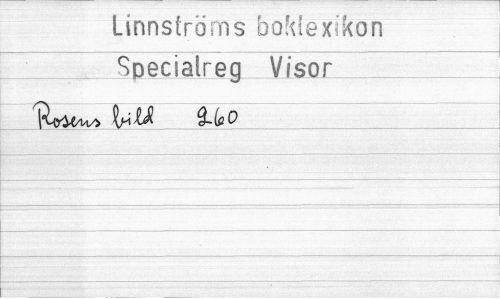 Linnströms boklexikon
Specialreg Visor
Rosens bild 260